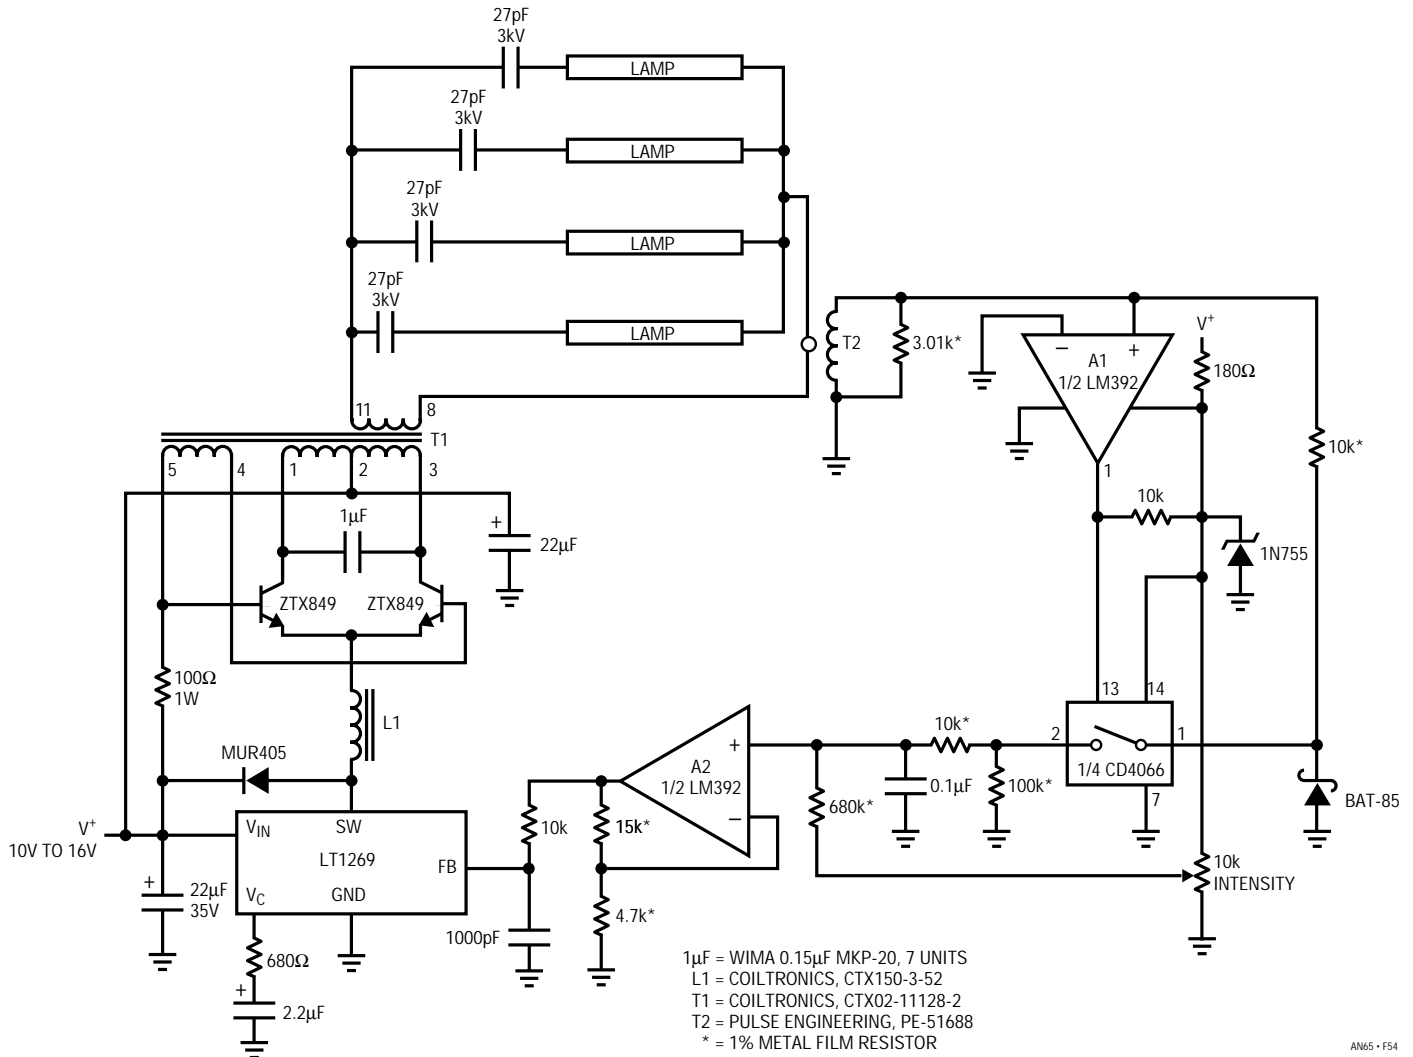 27pF
3kV
LAMP
27pF
3kV
LAMP
27pF
3kV
LAMP
27pF
3kV
LAMP
T2
3.01k*
–
+
A1
1/2 LM392
V+
180Ω
10k*
1
10k
1N755
11
8
T1
5
4
1
2
3
1µF
+
22µF
ZTX849
ZTX849
100Ω
1W
L1
MUR405
V+
10V TO 16V
VIN
SW
LT1269
FB
VC
GND
+
22µF
35V
680Ω
+
2.2µF
10k
15k*
1000pF
4.7k*
A2
1/2 LM392
+
–
680k*
0.1µF
10k*
100k*
2
13
14
1
1/4 CD4066
7
BAT-85
10k
INTENSITY
1µF = WIMA 0.15µF MKP-20, 7 UNITS
L1 = COILTRONICS, CTX150-3-52
T1 = COILTRONICS, CTX02-11128-2
T2 = PULSE ENGINEERING, PE-51688
* = 1% METAL FILM RESISTOR
AN65 • F54